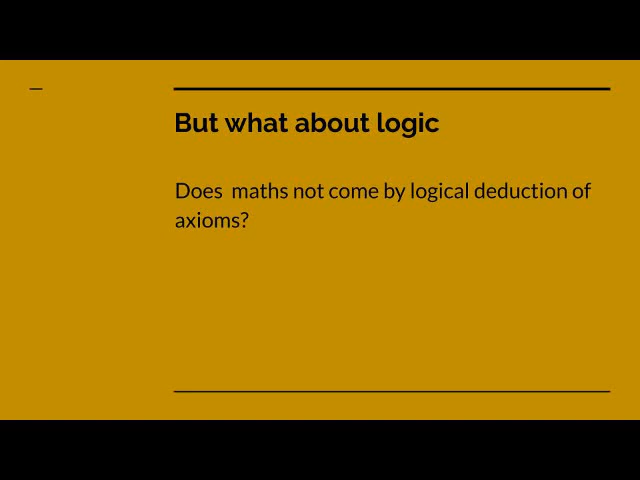 But what about logic
Does  maths not come by logical deduction of
axioms?